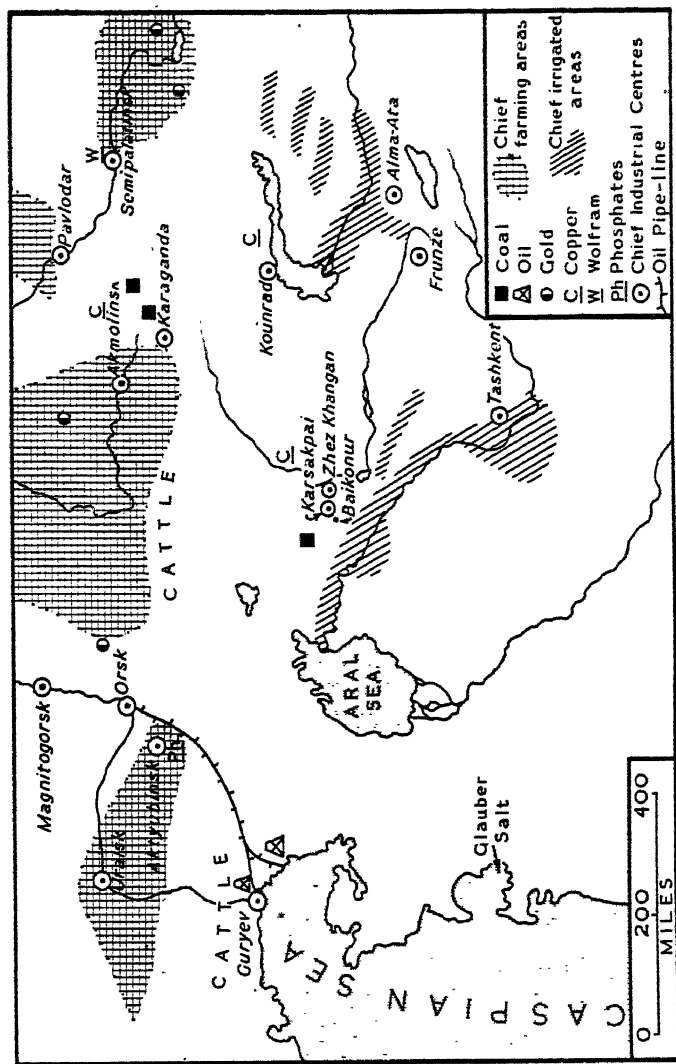 Magnitogorsk
Orsk
Uralsk
Aktyubinsk
Ph
CATTLE
Guryev
CASPIAN
SEA
Glauber
Salt
0 200 400
MILES
ARAL
SEA
CATTLE
Akmolinsk
C
Karaganda
Pavlodar
W
Semipalatinsk
C
Karsakpai
Zhez Khangan
Baikonur
Kounrad
C
Tashkent
Frunze
Alma-Ata
Coal
Oil
Gold
C Copper
W Wolfram
Ph Phosphates
Chief Industrial Centres
Oil Pipe-line
Chief
farming areas
Chief irrigated
areas